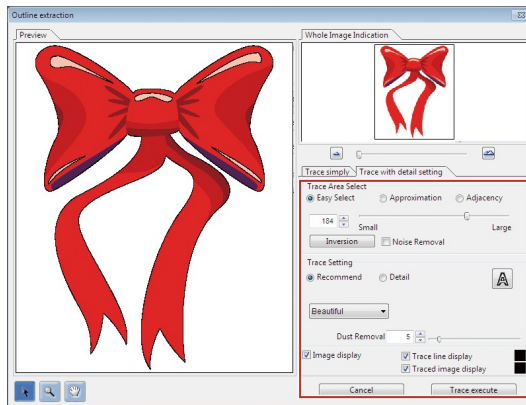 Outline extraction
Preview
Whole Image Indication
Trace simply
Trace with detail setting
Trace Area Select
Easy Select
Approximation
Adjacency
184
Small
Large
Inversion
Noise Removal
Trace Setting
Recommend
Detail
A
Beautiful
Dust Removal
5
Image display
Trace line display
Traced image display
Cancel
Trace execute